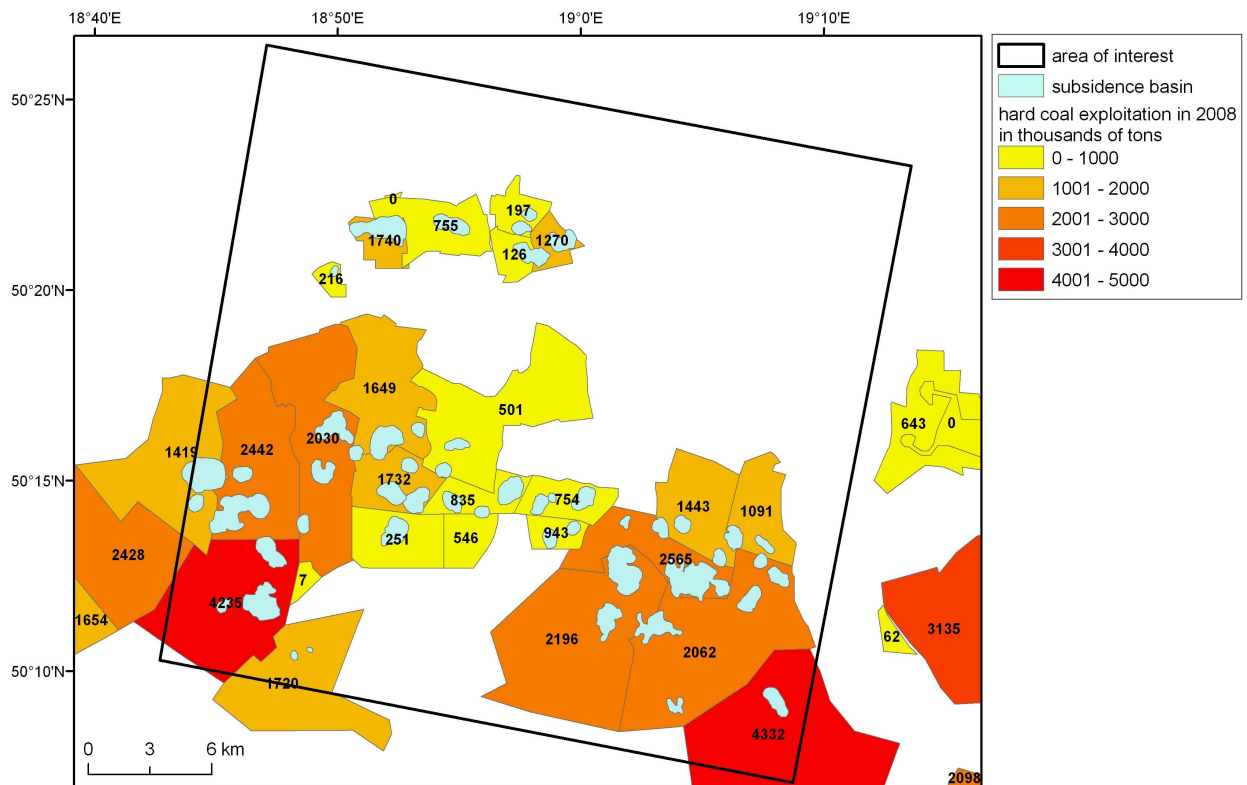 18°40'E 18°50'E 19°0'E 19°10'E
50°25'N
50°20'N
50°15'N
50°10'N
area of interest
subsidence basin
hard coal exploitation in 2008
in thousands of tons
0 - 1000
1001 - 2000
2001 - 3000
3001 - 4000
4001 - 5000
0
197
755
1740
1270
126
216
1649
501
643 0
2030
1419 2442
1732
835 754
1443
1091
943
251 546
2428
2565
7
4235
1654
62 3135
2196
2062
1720
4332
2098
0 3 6 km